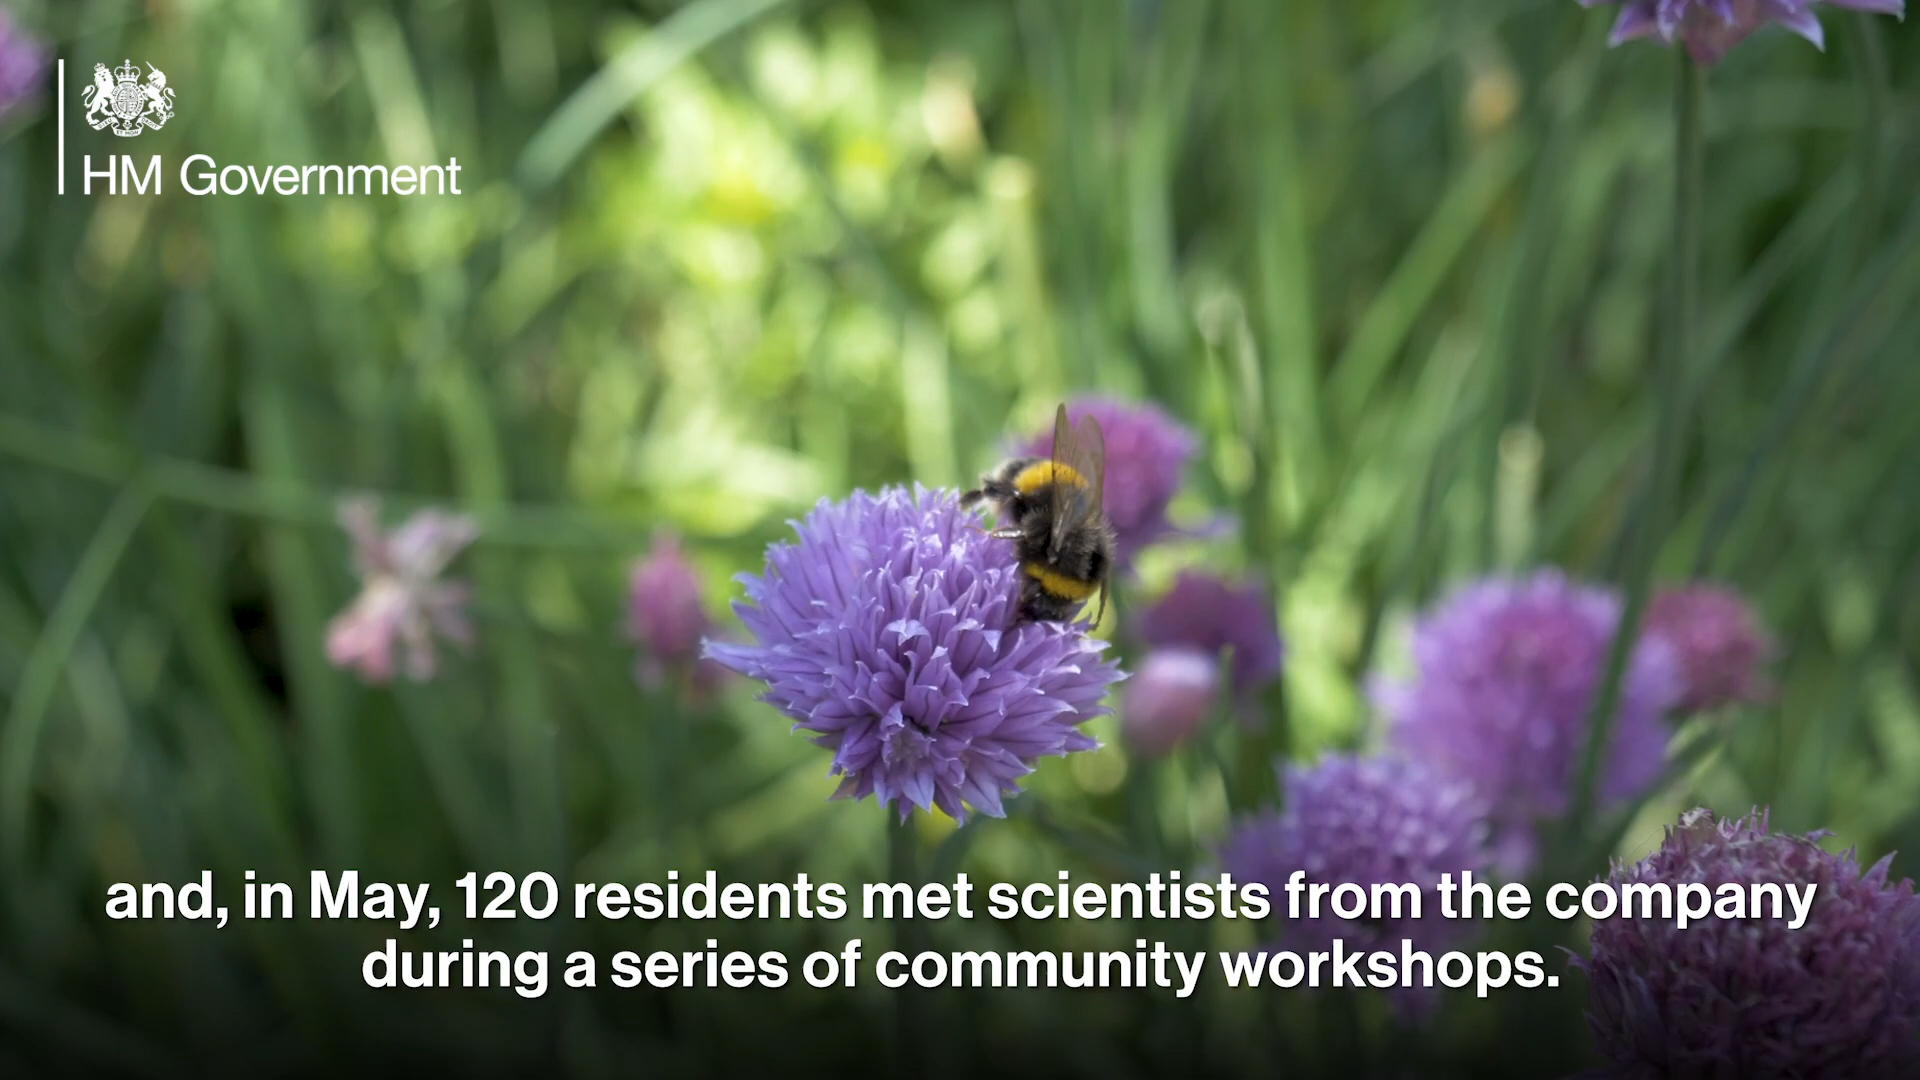 HM Government
and, in May, 120 residents met scientists from the company
during a series of community workshops.